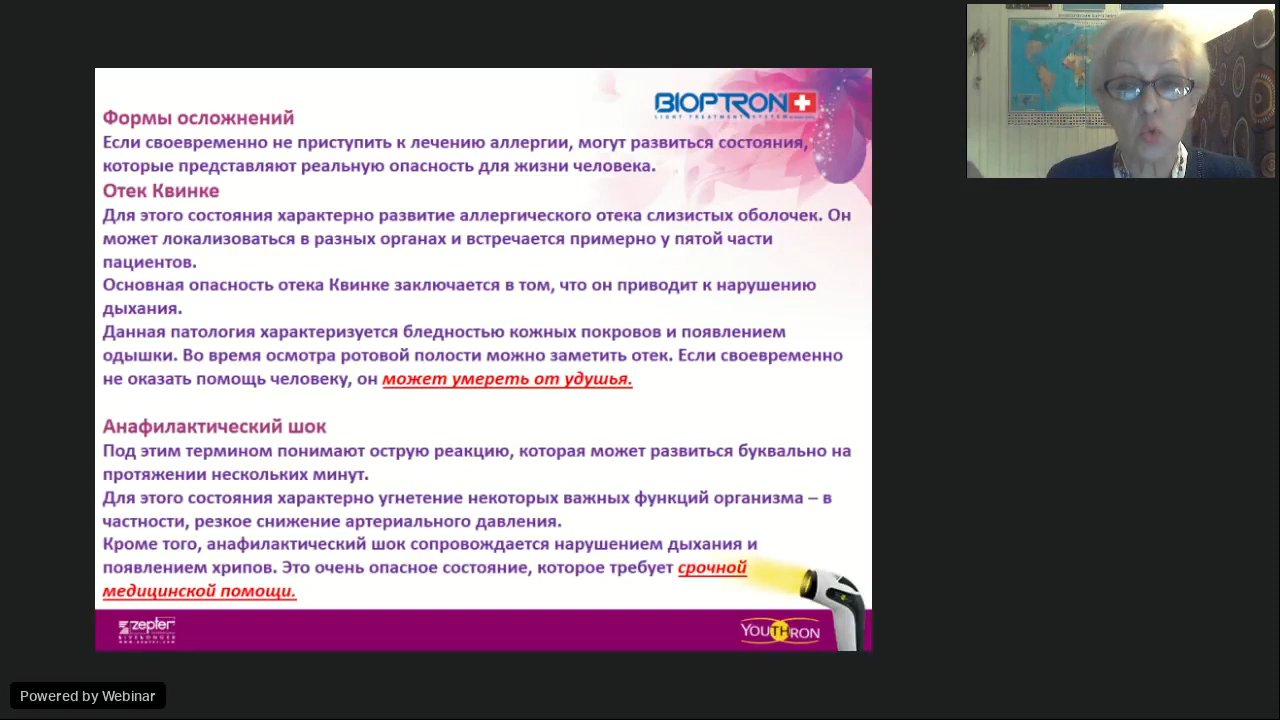 BIOPTRON
LIGHT TREATMENT SYSTEM
Формы осложнений
Если своевременно не приступить к лечению аллергии, могут развиться состояния,
которые представляют реальную опасность для жизни человека.
Отек Квинке
Для этого состояния характерно развитие аллергического отека слизистых оболочек. Он
может локализоваться в разных органах и встречается примерно у пятой части
пациентов.
Основная опасность отека Квинке заключается в том, что он приводит к нарушению
дыхания.
Данная патология характеризуется бледностью кожных покровов и появлением
одышки. Во время осмотра ротовой полости можно заметить отек. Если своевременно
не оказать помощь человеку, он может умереть от удушья.
Анафилактический шок
Под этим термином понимают острую реакцию, которая может развиться буквально на
протяжении нескольких минут.
Для этого состояния характерно угнетение некоторых важных функций организма – в
частности, резкое снижение артериального давления.
Кроме того, анафилактический шок сопровождается нарушением дыхания и
появлением хрипов. Это очень опасное состояние, которое требует срочной
медицинской помощи.
zepter
YOUTHRON
Powered by Webinar